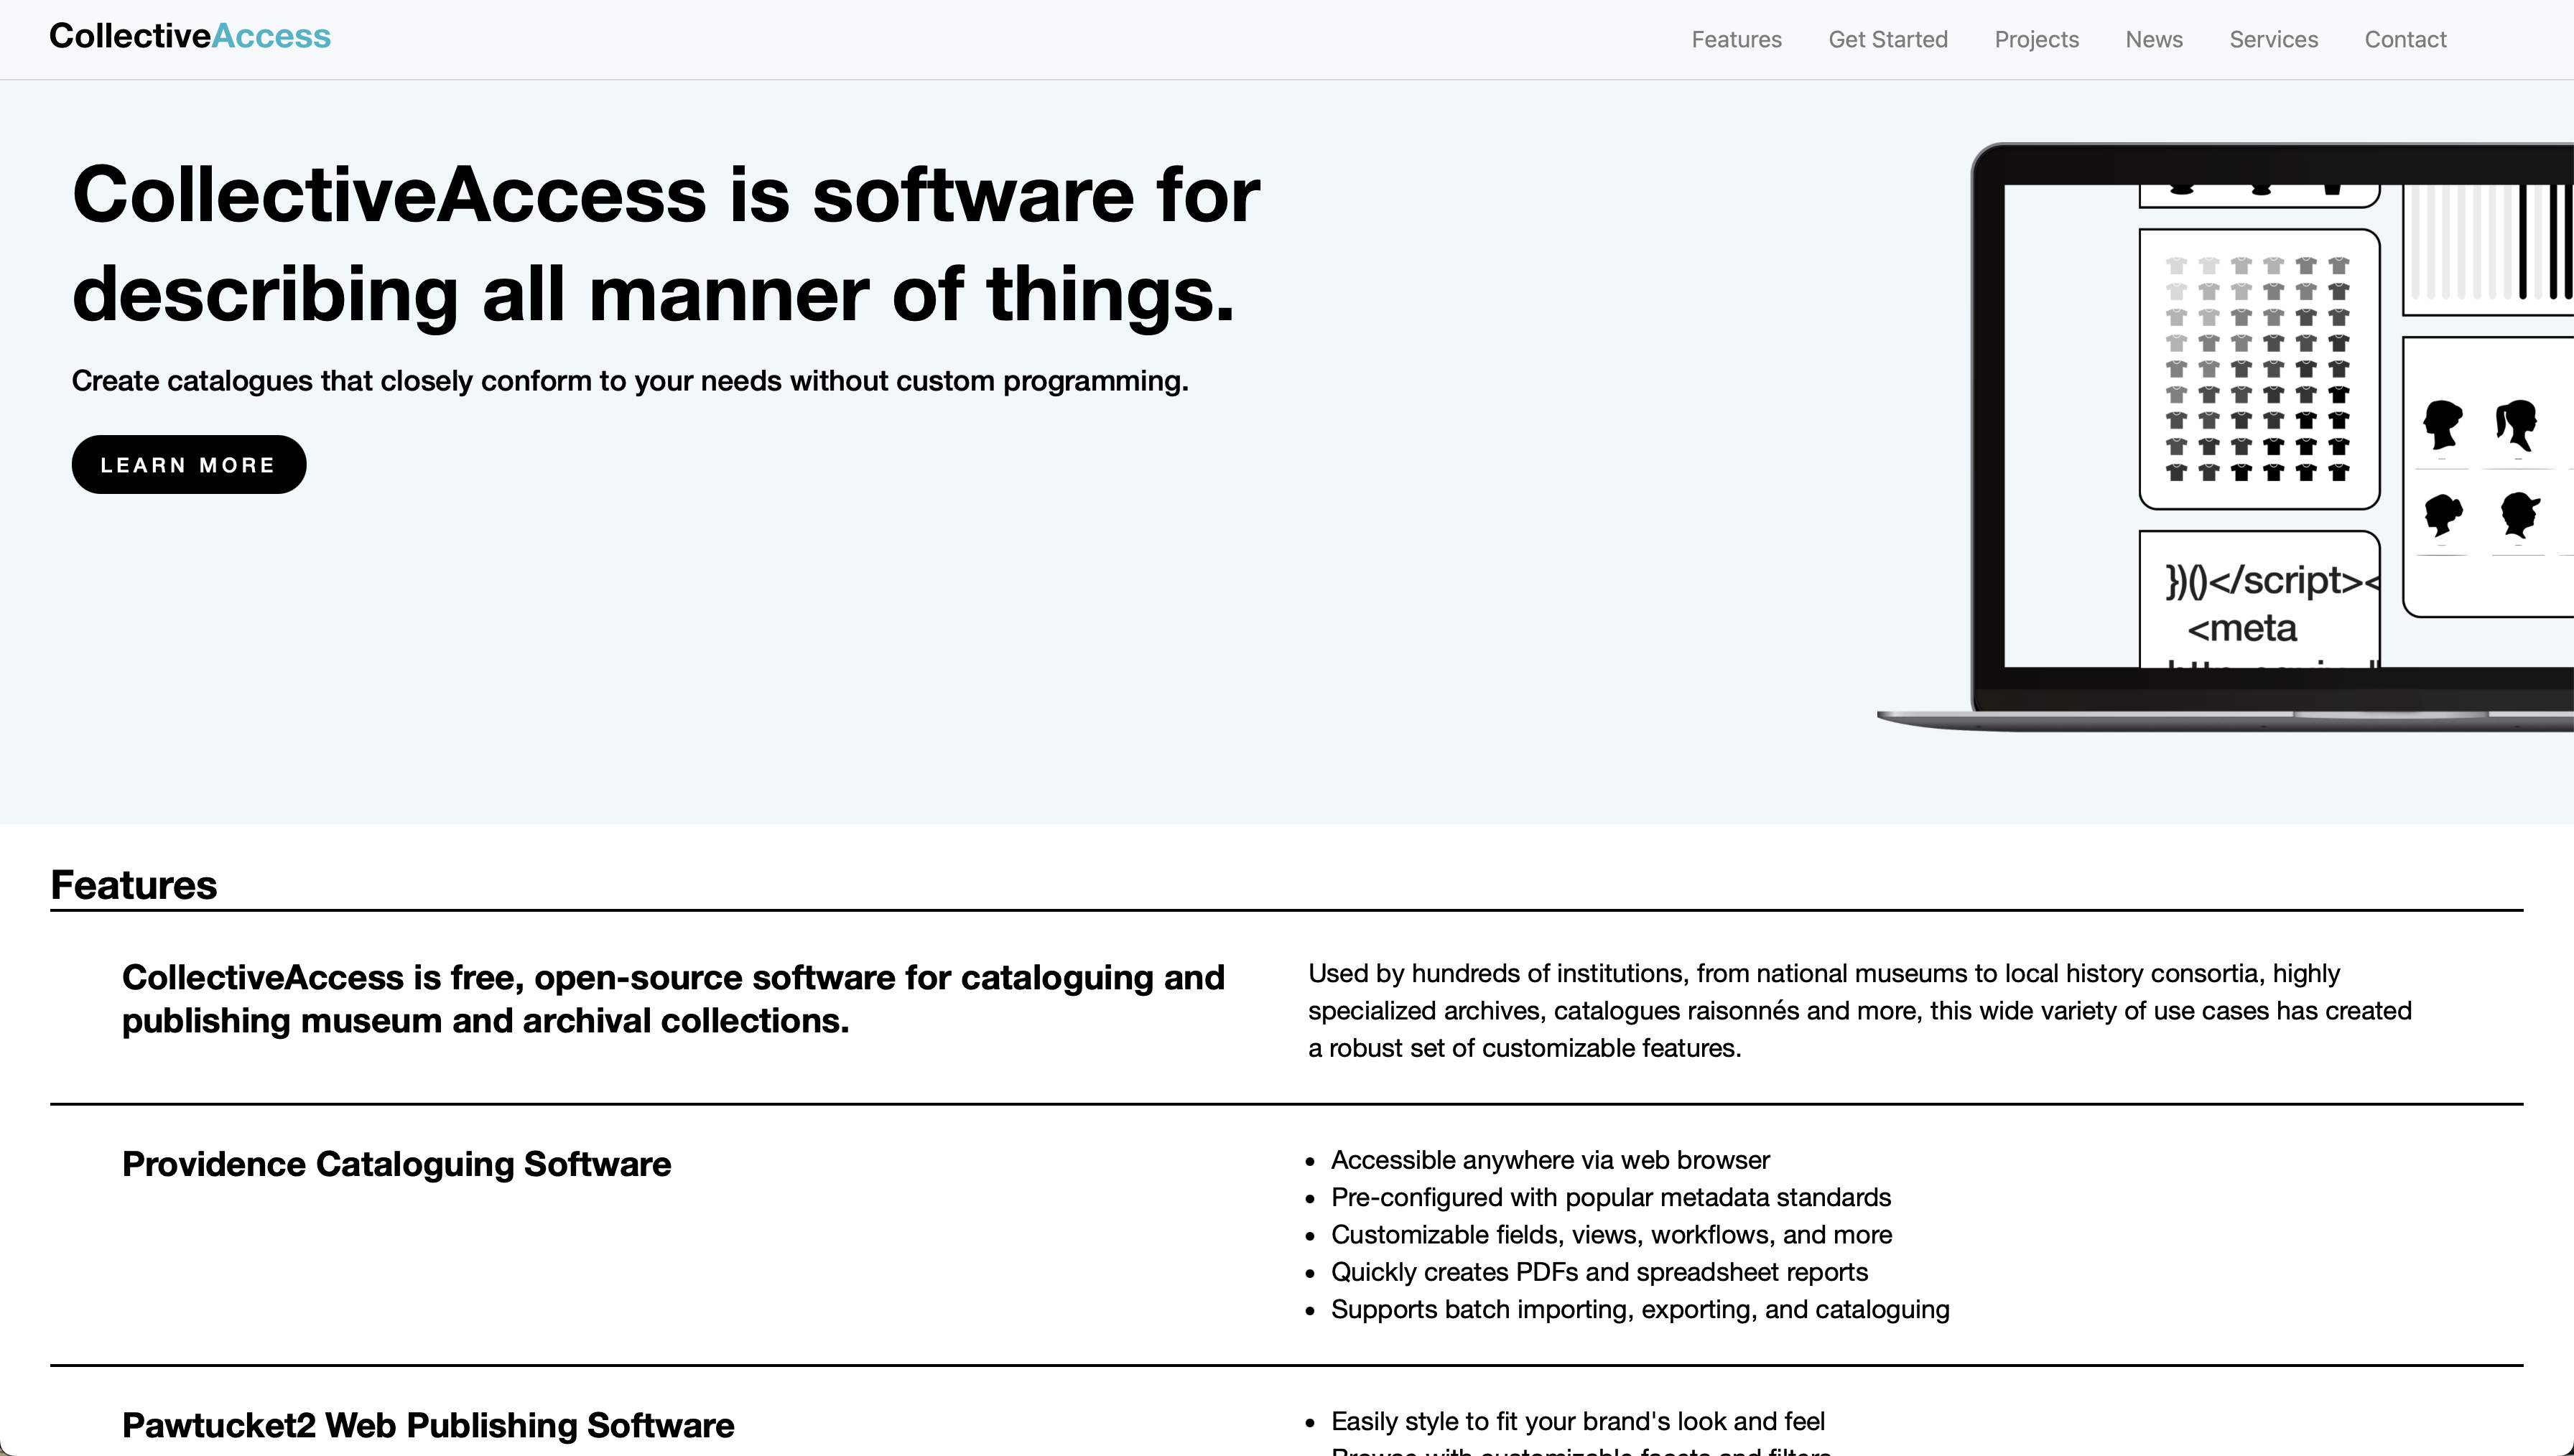 CollectiveAccess
Features Get Started Projects News Services Contact
CollectiveAccess is software for
describing all manner of things.
Create catalogues that closely conform to your needs without custom programming.
LEARN MORE
})()</script><
<meta
Features
CollectiveAccess is free, open-source software for cataloguing and
publishing museum and archival collections.
Used by hundreds of institutions, from national museums to local history consortia, highly
specialized archives, catalogues raisonnés and more, this wide variety of use cases has created
a robust set of customizable features.
Providence Cataloguing Software
• Accessible anywhere via web browser
• Pre-configured with popular metadata standards
• Customizable fields, views, workflows, and more
• Quickly creates PDFs and spreadsheet reports
• Supports batch importing, exporting, and cataloguing
Pawtucket2 Web Publishing Software
• Easily style to fit your brand's look and feel
Browse with customizable facets and filters